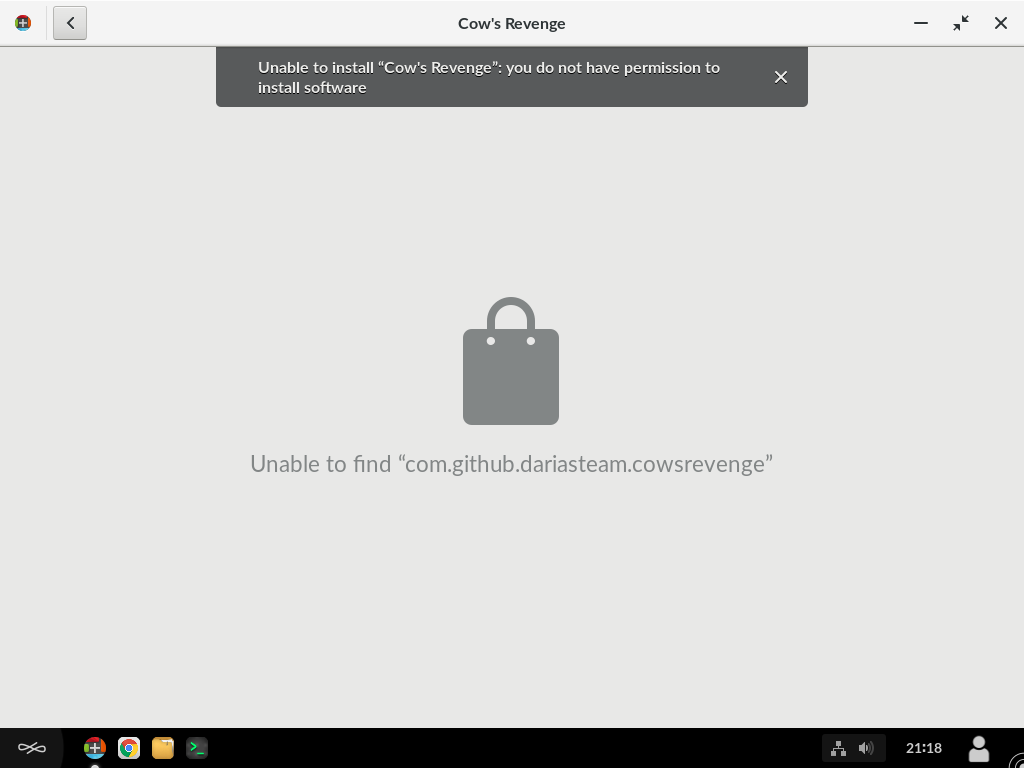 Cow's Revenge
Unable to install “Cow's Revenge”: you do not have permission to
install software
Unable to find “com.github.dariasteam.cowsrevenge”
21:18